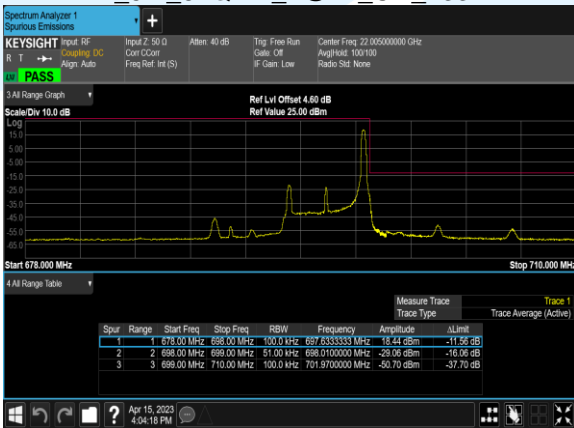 Spectrum Analyzer 1
Spurious Emissions
+
KEYSIGHT
R T
LXI PASS
Input: RF
Coupling: DC
Align: Auto
Input Z: 50 Ω
Corr CCorr
Freq Ref: Int (S)
Atten: 40 dB
Trig: Free Run
Gate: Off
IF Gain: Low
Center Freq: 22.005000000 GHz
Avg|Hold: 100/100
Radio Std: None
3 All Range Graph
Scale/Div 10.0 dB
Ref Lvl Offset 4.60 dB
Ref Value 25.00 dBm
Log
15.0
5.00
-5.00
-15.0
-25.0
-35.0
-45.0
-55.0
-65.0
Start 678.000 MHz
Stop 710.000 MHz
4 All Range Table
Measure Trace Trace 1
Trace Type Trace Average (Active)
Spur Range Start Freq Stop Freq RBW Frequency Amplitude ΔLimit
1 1 678.00 MHz 698.00 MHz 100.0 kHz 697.6333333 MHz 18.44 dBm -11.56 dB
2 2 698.00 MHz 699.00 MHz 51.00 kHz 698.0100000 MHz -29.06 dBm -16.06 dB
3 3 699.00 MHz 710.00 MHz 100.0 kHz 701.9700000 MHz -50.70 dBm -37.70 dB
?
Apr 15, 2023
4:04:18 PM